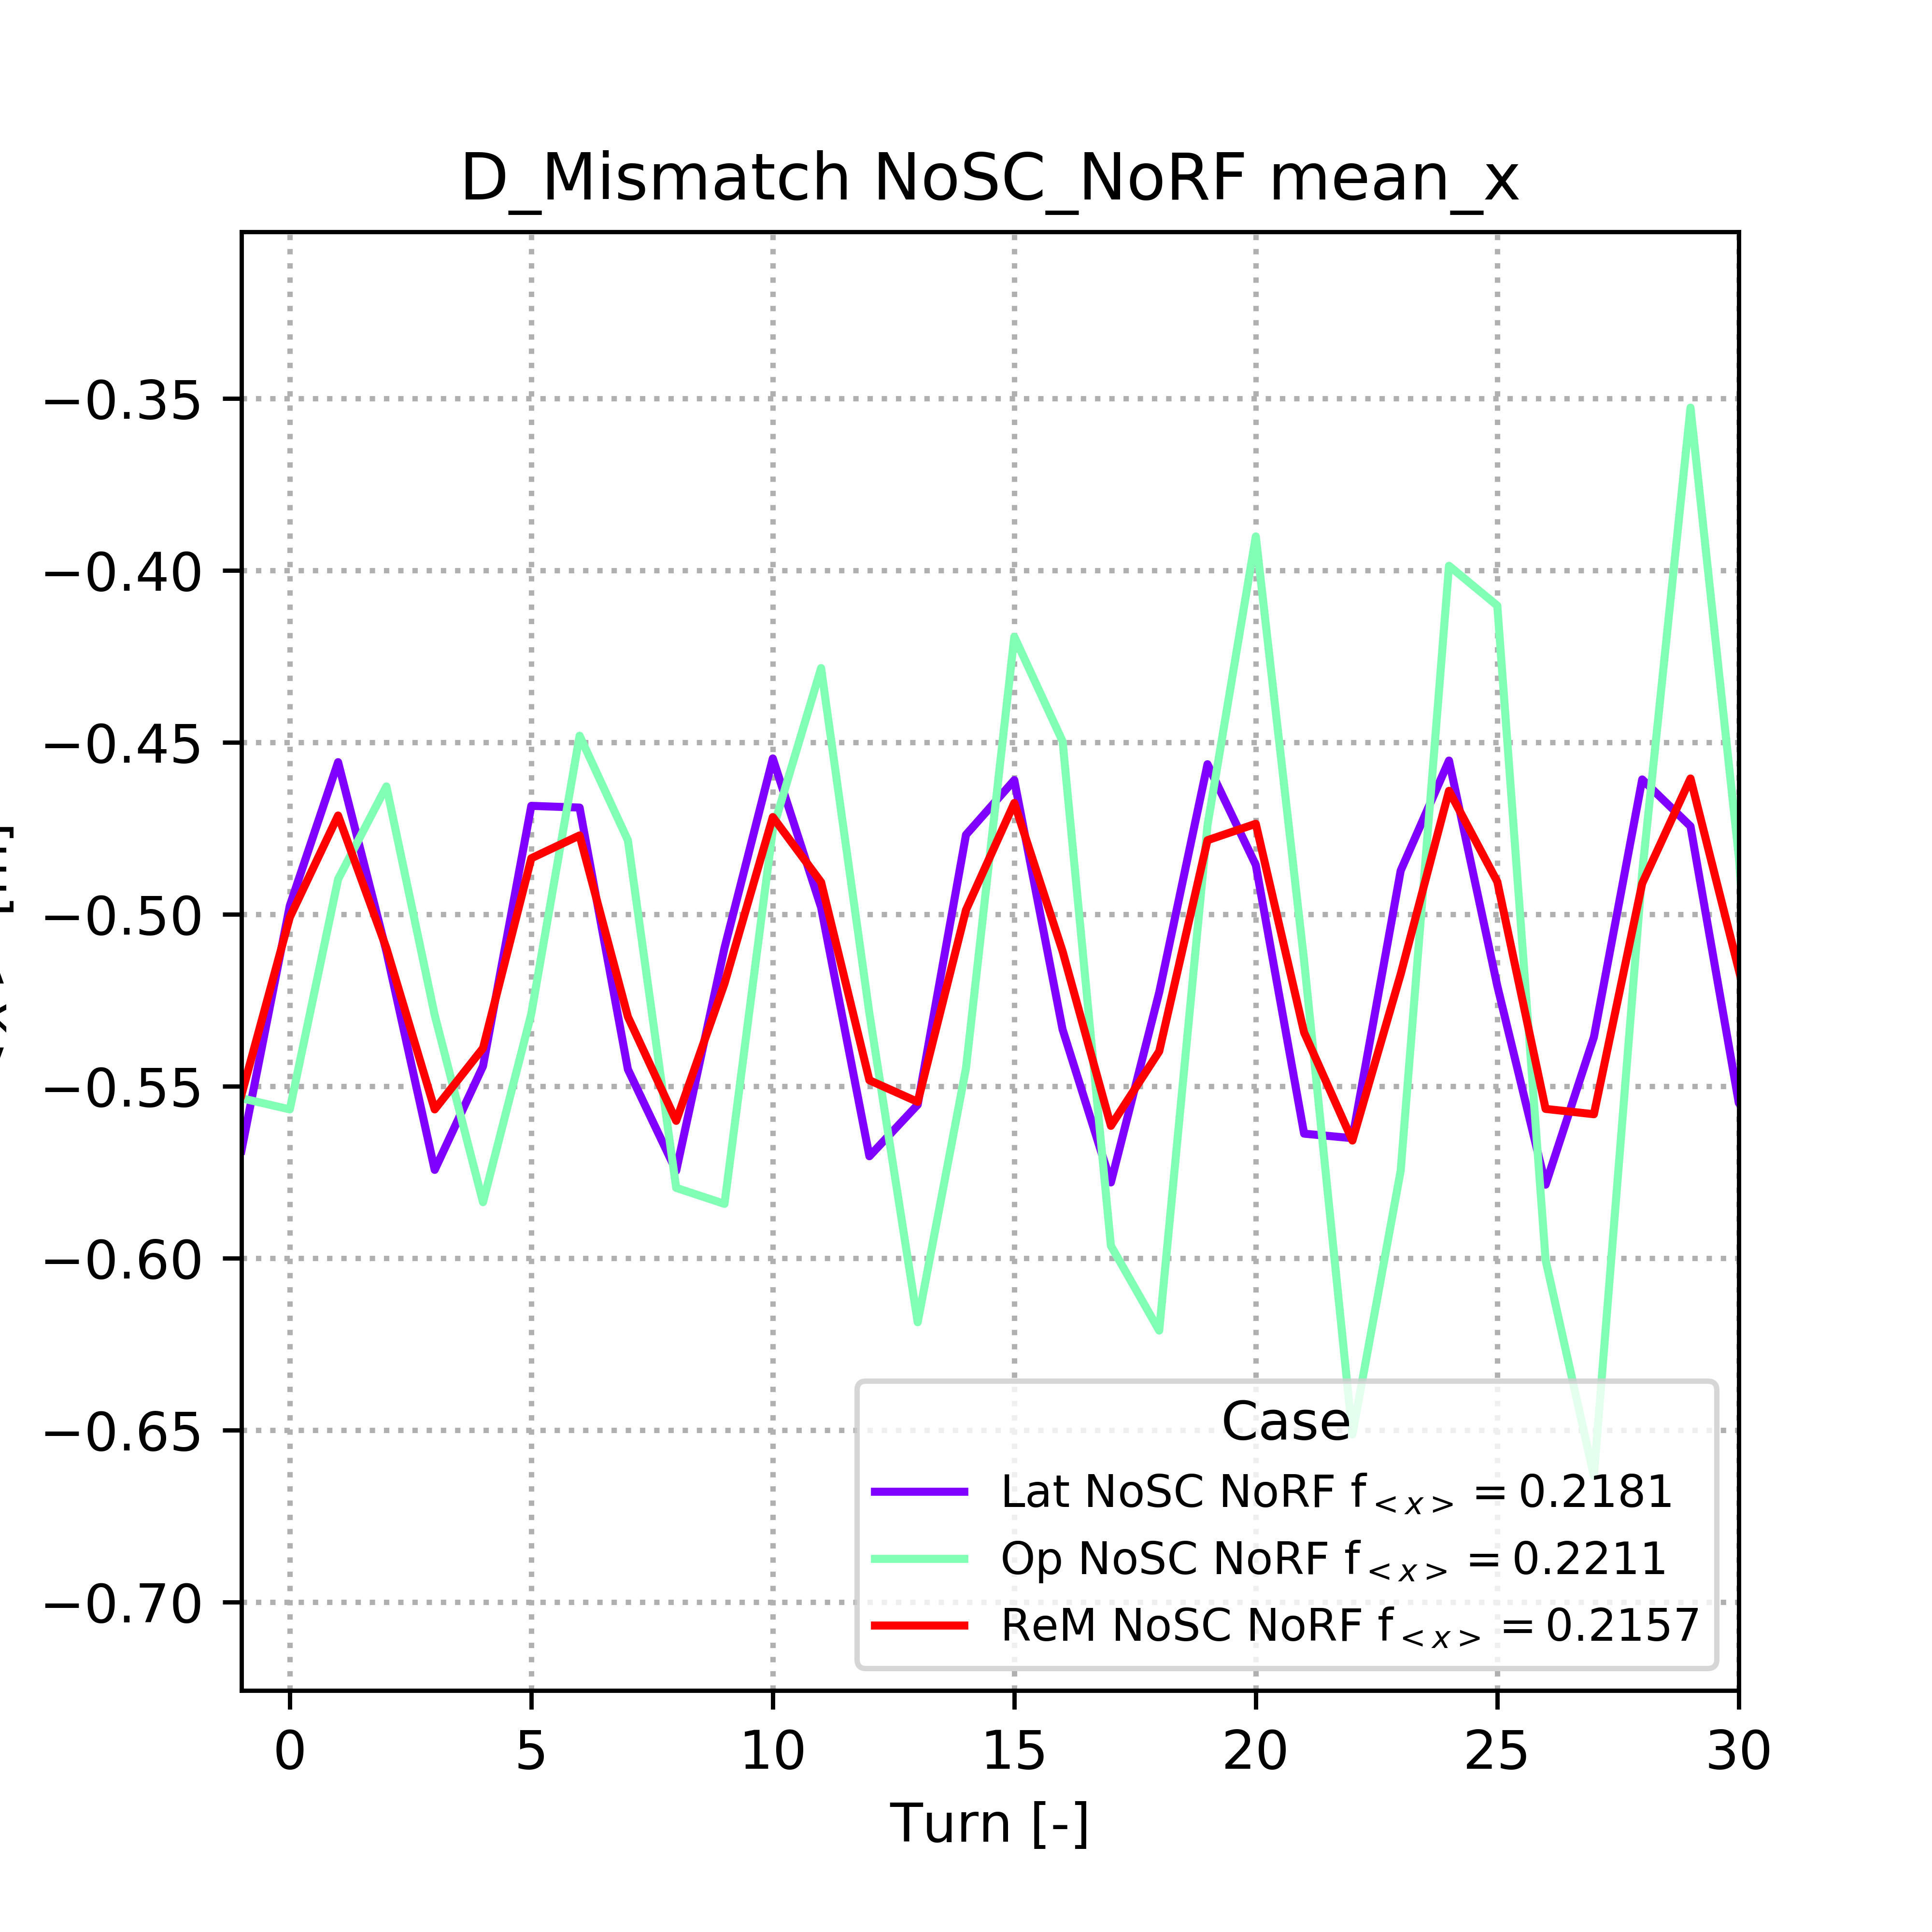 D_Mismatch NoSC_NoRF mean_x
−0.35
−0.40
−0.45
−0.50
−0.55
−0.60
−0.65
−0.70
Case
Lat NoSC NoRF f<x> = 0.2181
Op NoSC NoRF f<x> = 0.2211
ReM NoSC NoRF f<x> = 0.2157
0 5 10 15 20 25 30
Turn [-]